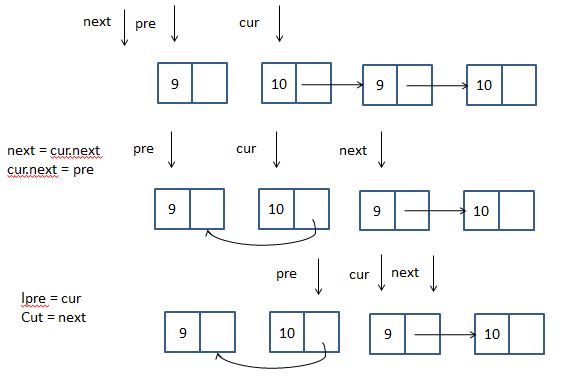 next pre cur
9 10 9 10
next = cur.next pre cur next
cur.next = pre
9 10 9 10
pre cur next
Ipre = cur
Cut = next
9 10 9 10